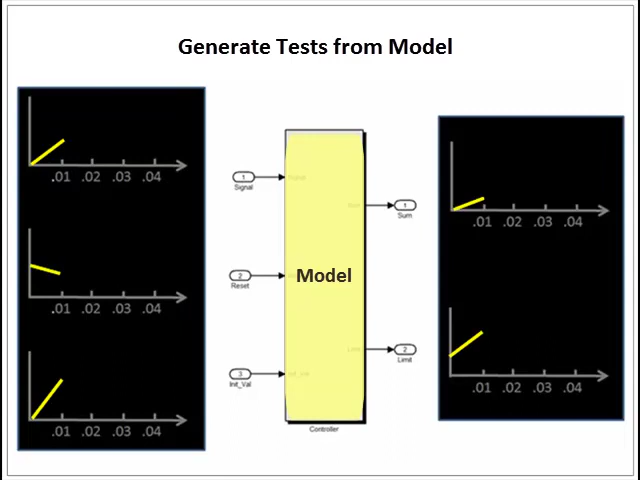 Generate Tests from Model
.01 .02 .03 .04
.01 .02 .03 .04
.01 .02 .03 .04
1
Signal
2
Reset
3
Init_Val
Model
Controller
1
Sum
2
Limit
.01 .02 .03 .04
.01 .02 .03 .04